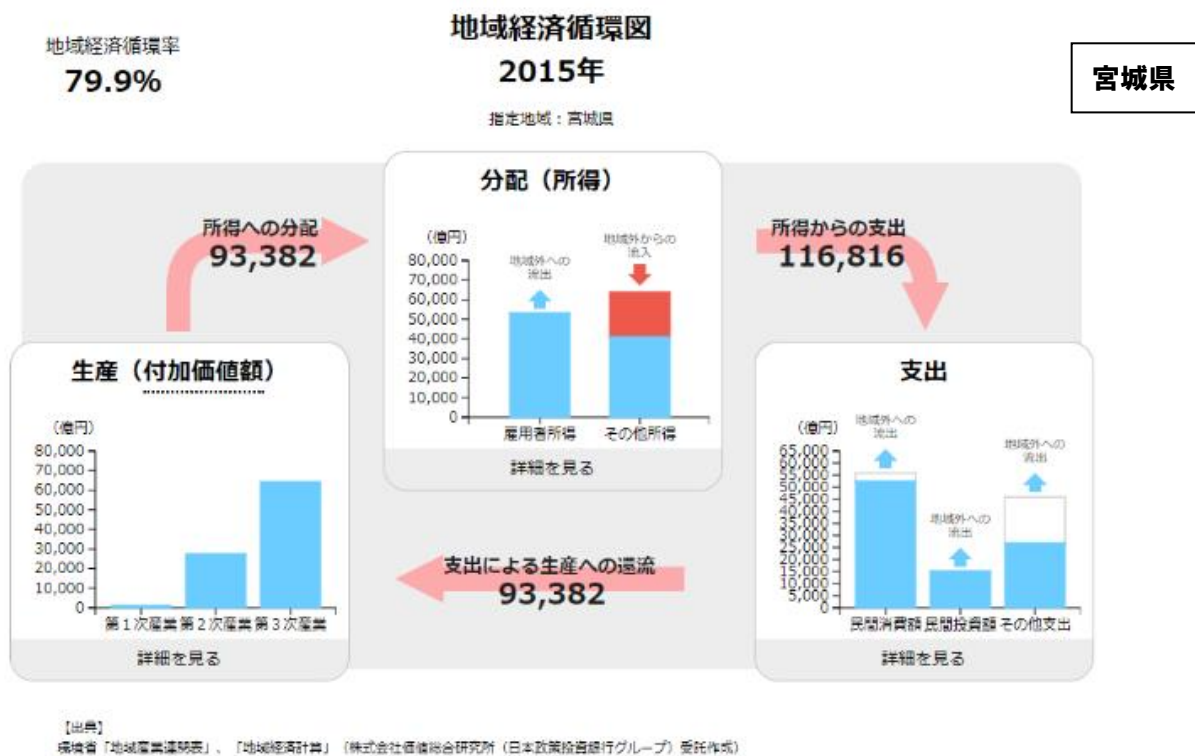 地域経済循環図
2015年
指定地域：宮城県
地域経済循環率
79.9%
宮城県
所得への分配
93,382
分配（所得）
（億円）
80,000
70,000
60,000
50,000
40,000
30,000
20,000
10,000
0
地域外への
流出
地域外からの
流入
雇用者所得
その他所得
詳細を見る
所得からの支出
116,816
生産（付加価値額）
（億円）
80,000
70,000
60,000
50,000
40,000
30,000
20,000
10,000
0
第１次産業
第２次産業
第３次産業
詳細を見る
支出による生産への還流
93,382
支出
（億円）
65,000
60,000
55,000
50,000
45,000
40,000
35,000
30,000
25,000
20,000
15,000
10,000
5,000
0
地域外への
流出
地域外への
流出
地域外への
流出
民間消費額
民間投資額
その他支出
詳細を見る
【出典】
環境省「地域産業連関表」、「地域経済計算」（株式会社価値総合研究所（日本政策投資銀行グループ）受託作成）